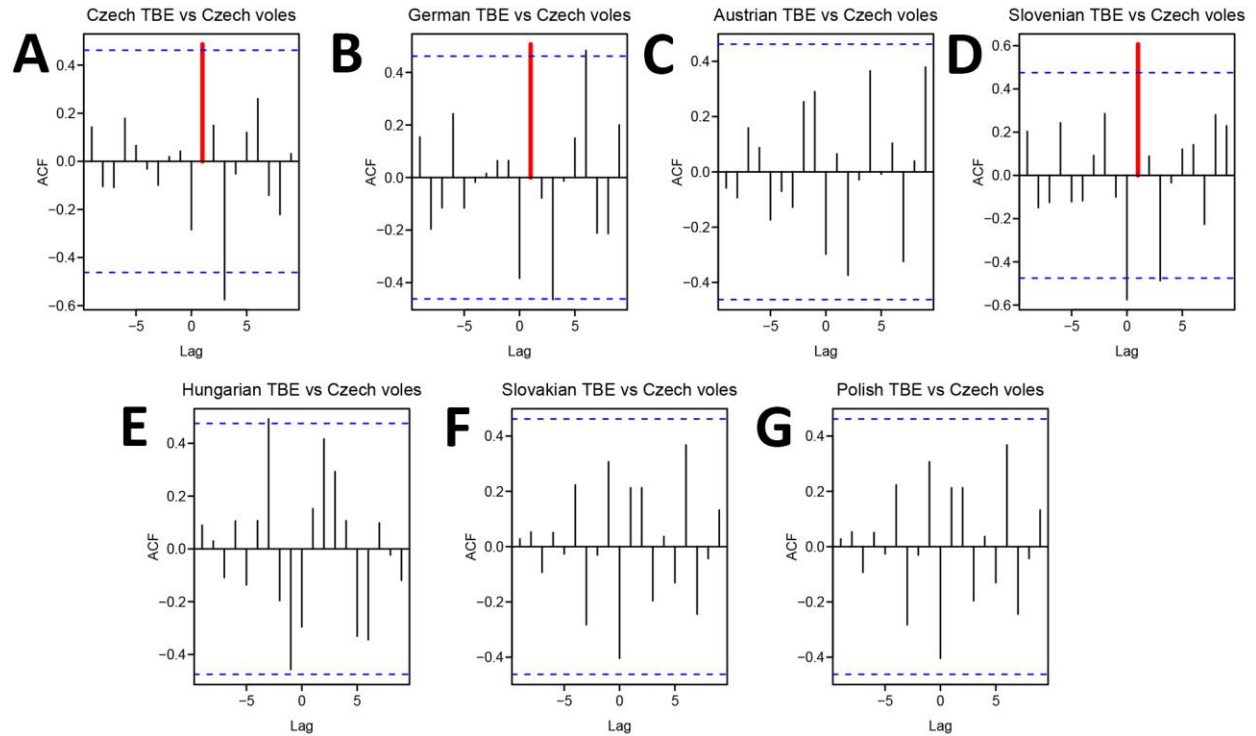 Czech TBE vs Czech voles
A
ACF
0.4
0.2
0.0
−0.2
−0.4
−0.6
−5 0 5
Lag
German TBE vs Czech voles
B
ACF
0.4
0.2
0.0
−0.2
−0.4
−5 0 5
Lag
Austrian TBE vs Czech voles
C
ACF
0.4
0.2
0.0
−0.2
−0.4
−5 0 5
Lag
Slovenian TBE vs Czech voles
D
ACF
0.6
0.4
0.2
0.0
−0.2
−0.4
−0.6
−5 0 5
Lag
Hungarian TBE vs Czech voles
E
ACF
0.4
0.2
0.0
−0.2
−0.4
−5 0 5
Lag
Slovakian TBE vs Czech voles
F
ACF
0.4
0.2
0.0
−0.2
−0.4
−5 0 5
Lag
Polish TBE vs Czech voles
G
ACF
0.4
0.2
0.0
−0.2
−0.4
−5 0 5
Lag